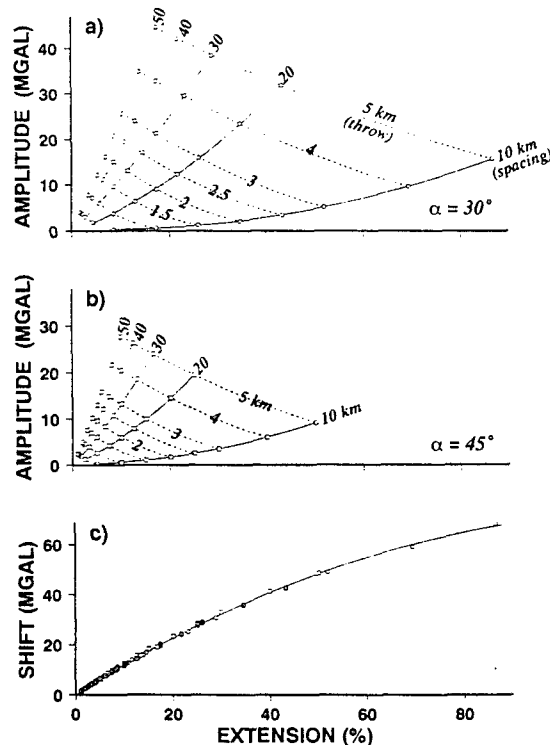 a)
AMPLITUDE (MGAL)
40
30
20
10
0
50
40
30
20
5 km
(throw)
10 km
(spacing)
4
3
2.5
2
1.5
α = 30°
b)
AMPLITUDE (MGAL)
30
20
10
0
50
40
30
20
5 km
10 km
4
3
2
α = 45°
c)
SHIFT (MGAL)
60
40
20
0
0
20
40
60
80
EXTENSION (%)